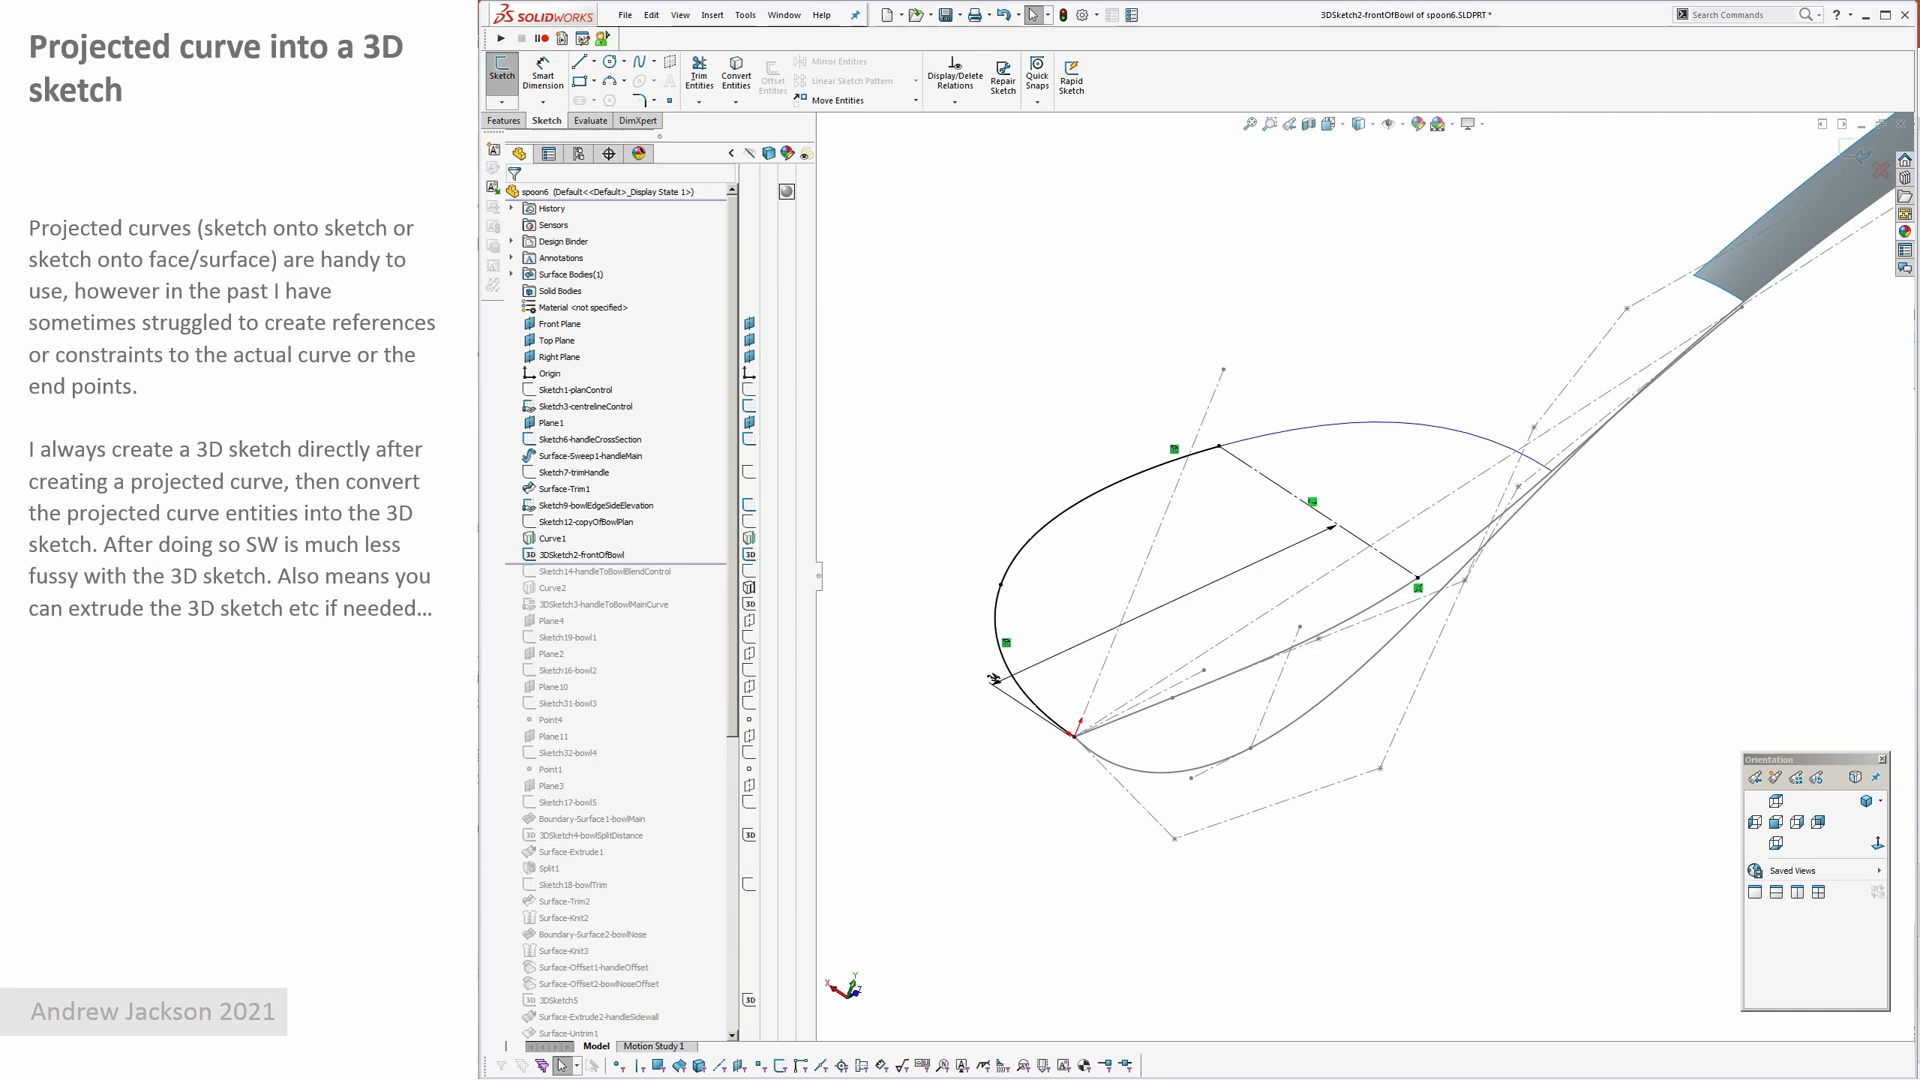 Projected curve into a 3D
sketch
Projected curves (sketch onto sketch or
sketch onto face/surface) are handy to
use, however in the past I have
sometimes struggled to create references
or constraints to the actual curve or the
end points.
I always create a 3D sketch directly after
creating a projected curve, then convert
the projected curve entities into the 3D
sketch. After doing so SW is much less
fussy with the 3D sketch. Also means you
can extrude the 3D sketch etc if needed...
Andrew Jackson 2021
SOLIDWORKS File Edit View Insert Tools Window Help
3DSketch2-frontOfBowl of spoon6.SLDPRT *
Search Commands
Sketch
Smart Dimension
Trim Entities
Convert Entities
Offset Entities
Mirror Entities
Linear Sketch Pattern
Move Entities
Display/Delete Relations
Repair Sketch
Quick Snaps
Rapid Sketch
Features Sketch Evaluate DimXpert
spoon6 (Default<<Default>_Display State 1>)
History
Sensors
Design Binder
Annotations
Surface Bodies(1)
Solid Bodies
Material <not specified>
Front Plane
Top Plane
Right Plane
Origin
Sketch1-planControl
Sketch3-centrelineControl
Plane1
Sketch6-handleCrossSection
Surface-Sweep1-handleMain
Sketch7-trimHandle
Surface-Trim1
Sketch9-bowlEdgeSideElevation
Sketch12-copyOfBowlPlan
Curve1
3DSketch2-frontOfBowl
Sketch14-handleToBowlBlendControl
Curve2
3DSketch3-handleToBowlMainCurve
Plane4
Sketch19-bowl1
Plane2
Sketch16-bowl2
Plane10
Sketch31-bowl3
Point4
Plane11
Sketch32-bowl4
Point1
Plane3
Sketch17-bowl5
Boundary-Surface1-bowlMain
3DSketch4-bowlSplitDistance
Surface-Extrude1
Split1
Sketch18-bowlTrim
Surface-Trim2
Surface-Knit2
Boundary-Surface2-bowlNose
Surface-Knit3
Surface-Offset1-handleOffset
Surface-Offset2-bowlNoseOffset
3DSketch5
Surface-Extrude2-handleSidewall
Surface-Untrim1
Model Motion Study 1
Orientation
Saved Views
X Y Z